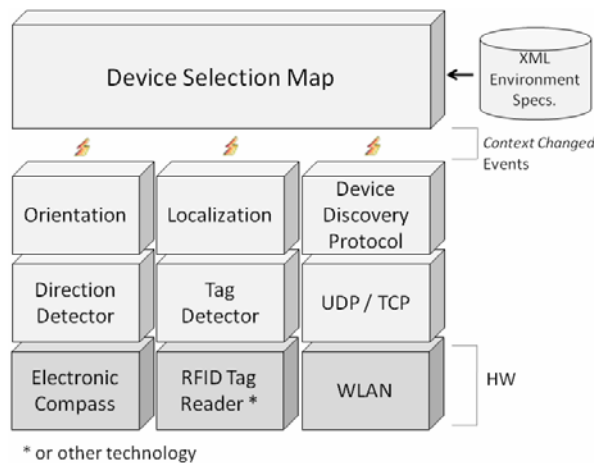 Device Selection Map
XML
Environment
Specs.
Context Changed
Events
Orientation
Localization
Device
Discovery
Protocol
Direction
Detector
Tag
Detector
UDP / TCP
Electronic
Compass
RFID Tag
Reader *
WLAN
HW
* or other technology